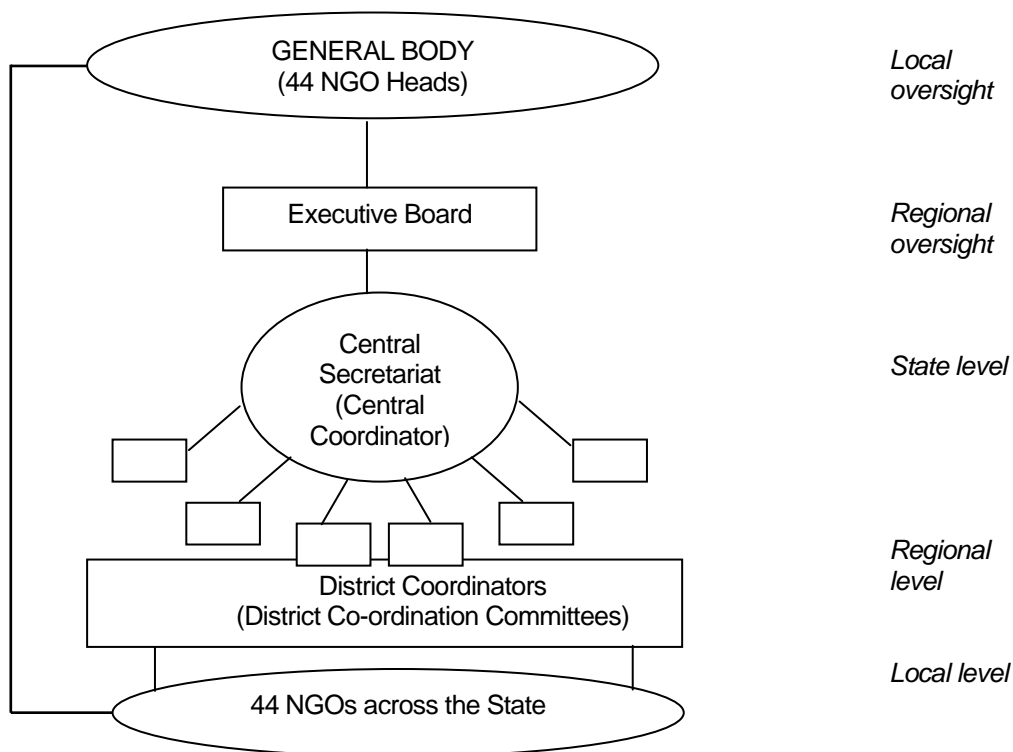 GENERAL BODY
(44 NGO Heads)
Local
oversight
Executive Board
Regional
oversight
Central
Secretariat
(Central
Coordinator)
State level
District Coordinators
(District Co-ordination Committees)
Regional
level
44 NGOs across the State
Local level